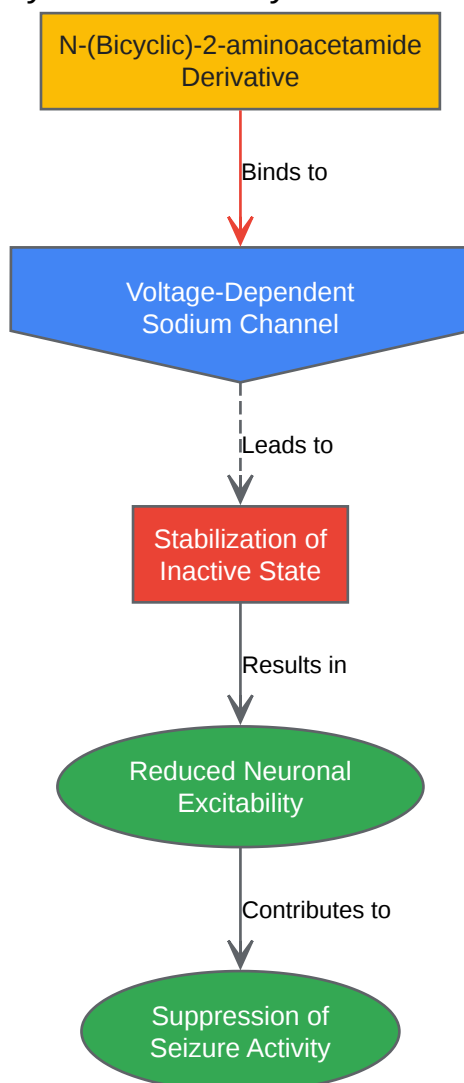 N-(Bicyclic)-2-aminoacetamide
Derivative
Binds to
Voltage-Dependent
Sodium Channel
Leads to
Stabilization of
Inactive State
Results in
Reduced Neuronal
Excitability
Contributes to
Suppression of
Seizure Activity